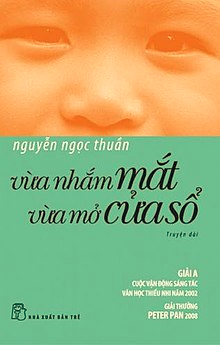 nguyễn ngọc thuần
vừa nhắm mắt
vừa mở cửa sổ
Truyện dài
GIẢI A
CUỘC VẬN ĐỘNG SÁNG TÁC
VĂN HỌC THIẾU NHI NĂM 2002
GIẢI THƯỞNG
PETER PAN 2008
NHÀ XUẤT BẢN TRẺ